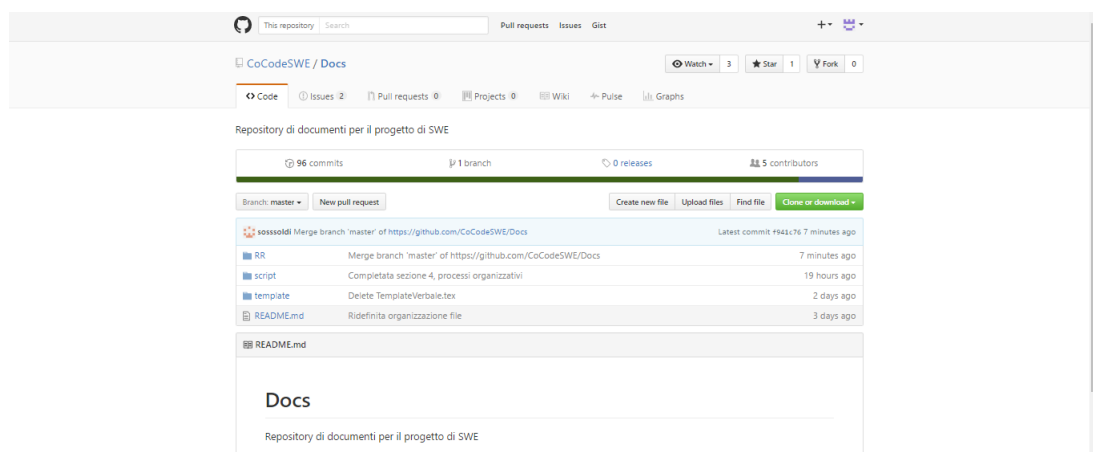 This repository Search Pull requests Issues Gist
CoCodeSWE / Docs Watch 3 Star 1 Fork 0
Code Issues 2 Pull requests 0 Projects 0 Wiki Pulse Graphs
Repository di documenti per il progetto di SWE
96 commits 1 branch 0 releases 5 contributors
Branch: master New pull request Create new file Upload files Find file Clone or download
sosssoldi Merge branch 'master' of https://github.com/CoCodeSWE/Docs Latest commit f941c76 7 minutes ago
RR Merge branch 'master' of https://github.com/CoCodeSWE/Docs 7 minutes ago
script Completata sezione 4, processi organizzativi 19 hours ago
template Delete TemplateVerbale.tex 2 days ago
README.md Ridefinita organizzazione file 3 days ago
README.md
Docs
Repository di documenti per il progetto di SWE